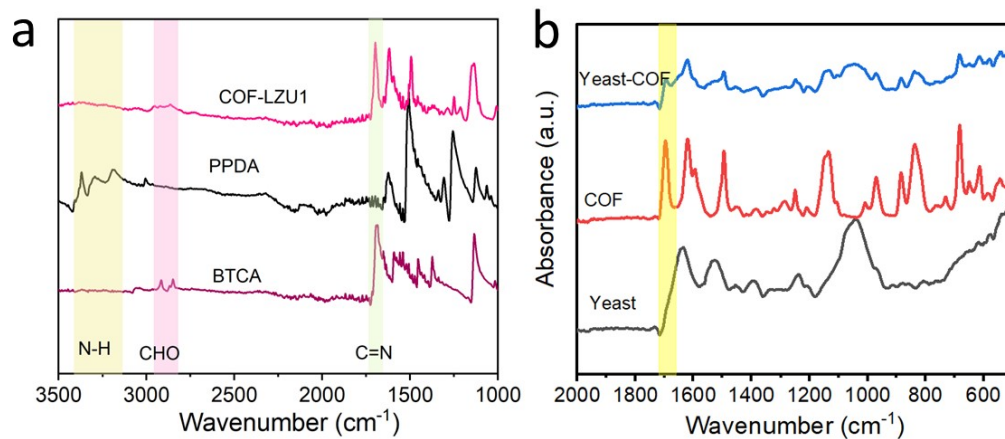 a
COF-LZU1
PPDA
BTCA
N-H
CHO
C=N
3500 3000 2500 2000 1500 1000
Wavenumber (cm⁻¹)
b
Absorbance (a.u.)
Yeast-COF
COF
Yeast
2000 1800 1600 1400 1200 1000 800 600
Wavenumber (cm⁻¹)